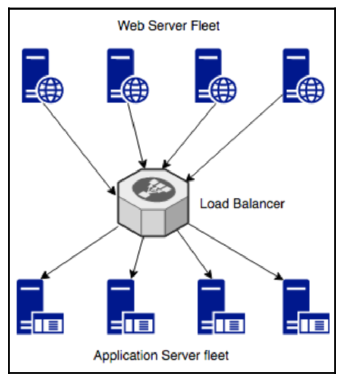 Web Server Fleet
Load Balancer
Application Server fleet